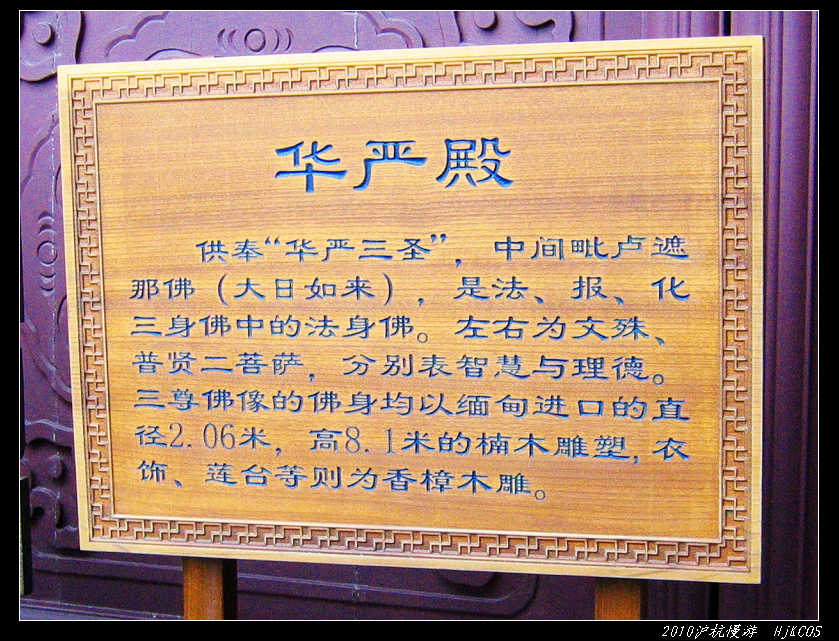 华严殿
供奉“华严三圣”，中间毗卢遮
那佛（大日如来），是法、报、化
三身佛中的法身佛。左右为文殊、
普贤二菩萨，分别表智慧与理德。
三尊佛像的佛身均以缅甸进口的直
径2.06米，高8.1米的楠木雕塑,衣
饰、莲台等则为香樟木雕。
2010沪杭慢游 HjKCOS